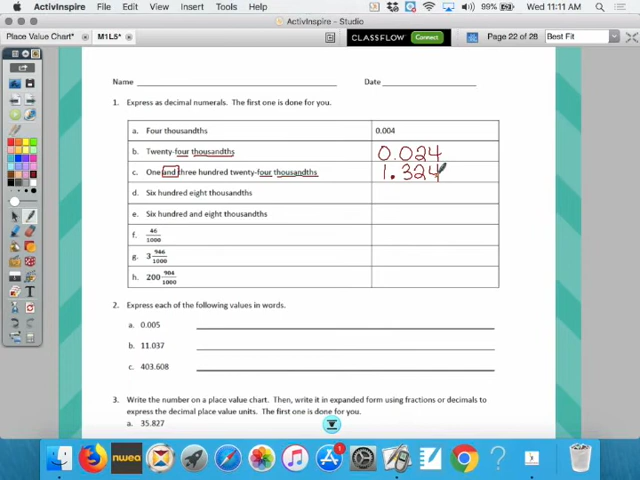 ActivInspire File Edit View Insert Tools Window Help 99% Wed 11:11 AM
ActivInspire - Studio
Place Value Chart* M1L5* CLASSFLOW Connect Page 22 of 28 Best Fit
Name Date
1. Express as decimal numerals. The first one is done for you.
a. Four thousandths 0.004
b. Twenty-four thousandths 0.024
c. One and three hundred twenty-four thousandths 1.324
d. Six hundred eight thousandths
e. Six hundred and eight thousandths
f. 46/1000
g. 3 946/1000
h. 200 904/1000
2. Express each of the following values in words.
a. 0.005
b. 11.037
c. 403.608
3. Write the number on a place value chart. Then, write it in expanded form using fractions or decimals to
express the decimal place value units. The first one is done for you.
a. 35.827
nwea 1